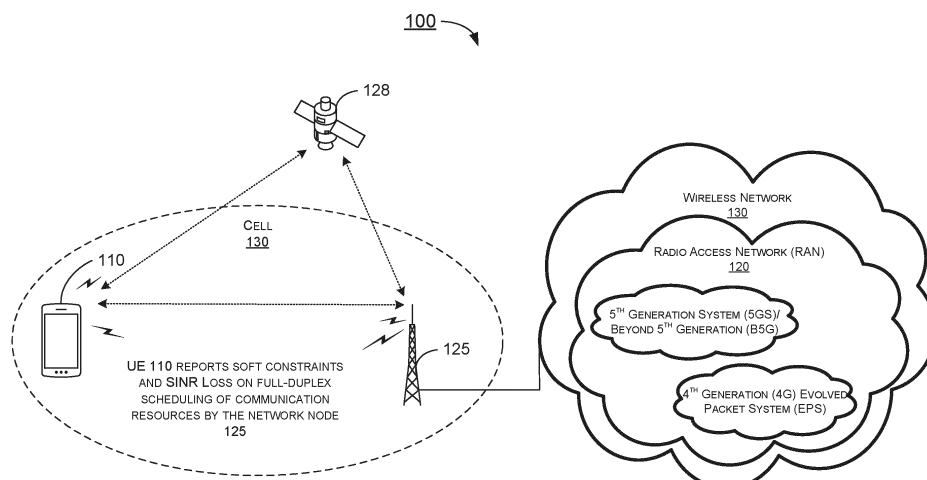 100
128
WIRELESS NETWORK
130
CELL
130
RADIO ACCESS NETWORK (RAN)
120
110
5TH GENERATION SYSTEM (5GS)/
BEYOND 5TH GENERATION (B5G)
125
UE 110 REPORTS SOFT CONSTRAINTS
AND SINR LOSS ON FULL-DUPLEX
SCHEDULING OF COMMUNICATION
RESOURCES BY THE NETWORK NODE
125
4TH GENERATION (4G) EVOLVED
PACKET SYSTEM (EPS)